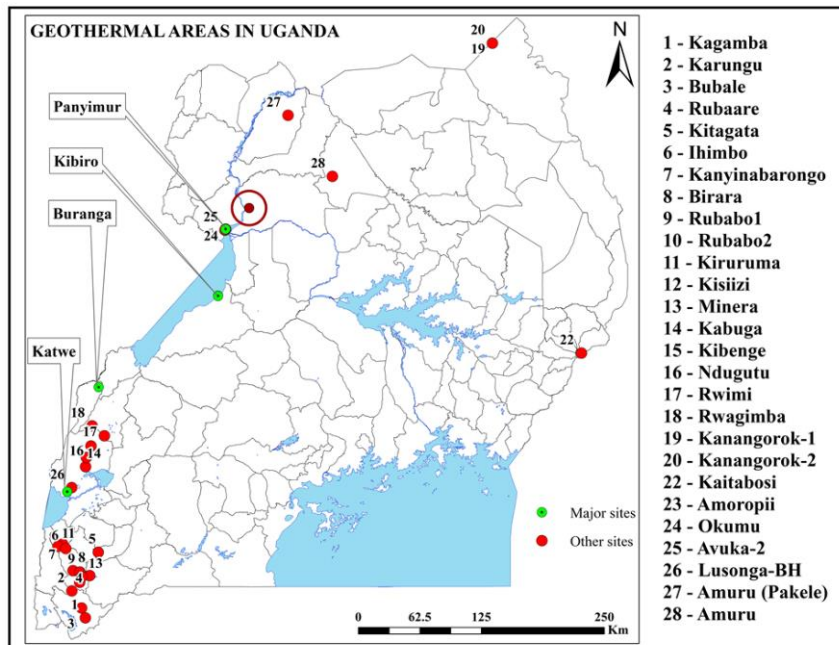 GEOTHERMAL AREAS IN UGANDA
N
20
19
27
Panyimur
28
Kibiro
25
24
Buranga
22
Katwe
18
17
16
14
26
6
11
5
7
9
8
13
2
4
1
3
Major sites
Other sites
0 62.5 125 250
Km
1 - Kagamba
2 - Karungu
3 - Bubale
4 - Rubaare
5 - Kitagata
6 - Ihimbo
7 - Kanyinabarongo
8 - Birara
9 - Rubabo1
10 - Rubabo2
11 - Kiruruma
12 - Kisiizi
13 - Minera
14 - Kabuga
15 - Kibenge
16 - Ndugutu
17 - Rwimi
18 - Rwagimba
19 - Kanangorok-1
20 - Kanangorok-2
22 - Kaitabosi
23 - Amoropii
24 - Okumu
25 - Avuka-2
26 - Lusonga-BH
27 - Amuru (Pakele)
28 - Amuru